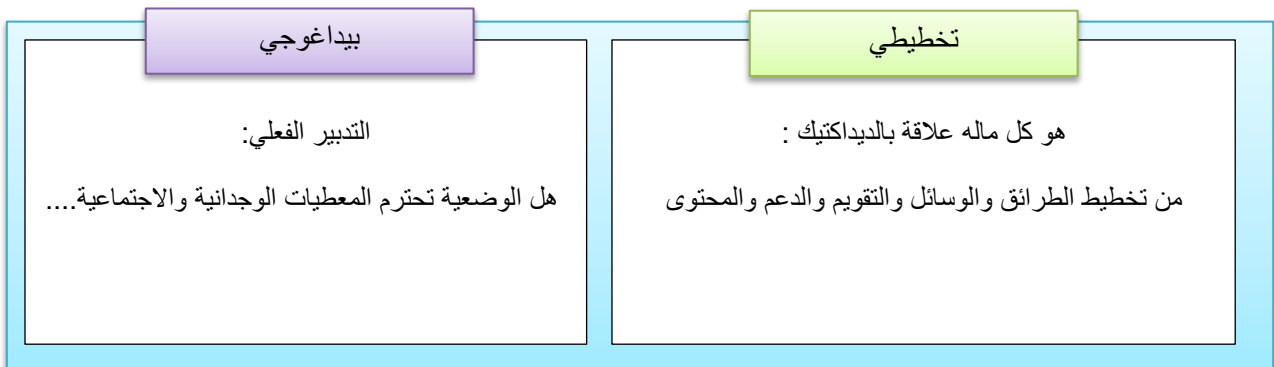 تخطيطي
هو كل ماله علاقة بالديداكتيك :
من تخطيط الطرائق والوسائل والتقويم والدعم والمحتوى
بيداغوجي
التدبير الفعلي:
هل الوضعية تحترم المعطيات الوجدانية والاجتماعية....